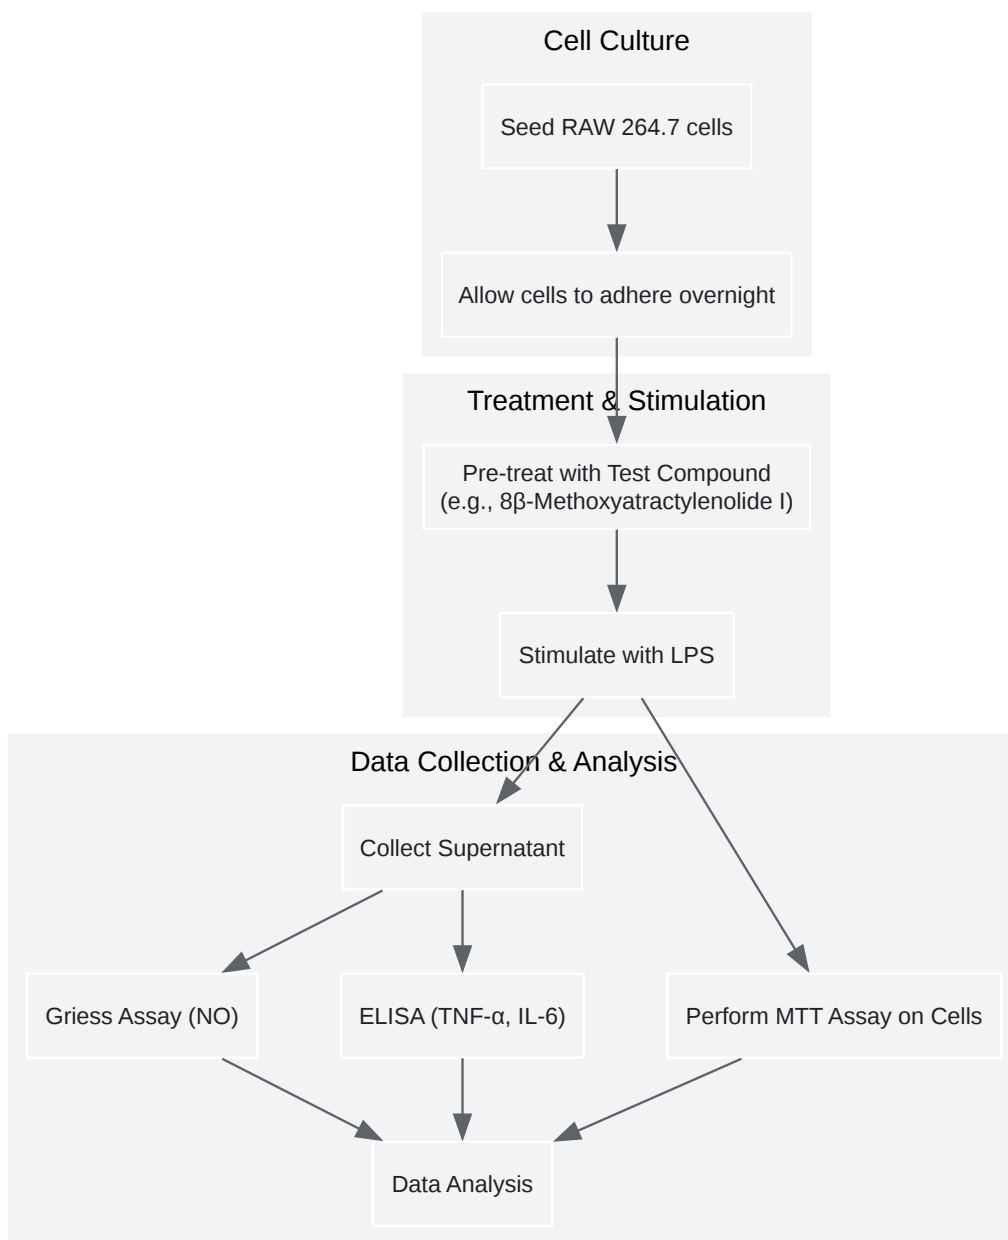 Cell Culture
Seed RAW 264.7 cells
Allow cells to adhere overnight
Treatment & Stimulation
Pre-treat with Test Compound
(e.g., 8β-Methoxyatractylenolide I)
Stimulate with LPS
Data Collection & Analysis
Collect Supernatant
Griess Assay (NO)
ELISA (TNF-α, IL-6)
Perform MTT Assay on Cells
Data Analysis